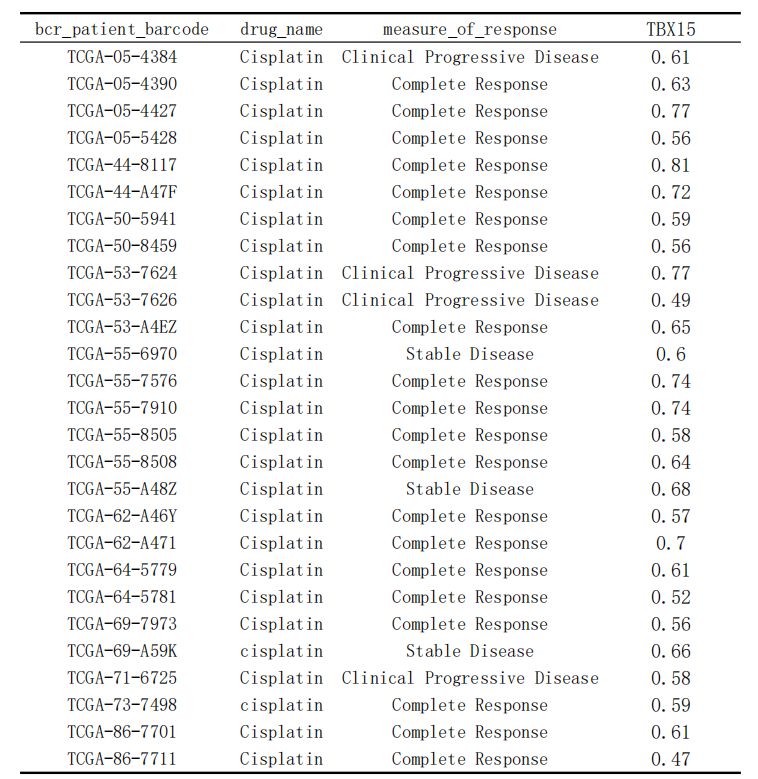 bcr_patient_barcode drug_name measure_of_response TBX15
TCGA-05-4384 Cisplatin Clinical Progressive Disease 0.61
TCGA-05-4390 Cisplatin Complete Response 0.63
TCGA-05-4427 Cisplatin Complete Response 0.77
TCGA-05-5428 Cisplatin Complete Response 0.56
TCGA-44-8117 Cisplatin Complete Response 0.81
TCGA-44-A47F Cisplatin Complete Response 0.72
TCGA-50-5941 Cisplatin Complete Response 0.59
TCGA-50-8459 Cisplatin Complete Response 0.56
TCGA-53-7624 Cisplatin Clinical Progressive Disease 0.77
TCGA-53-7626 Cisplatin Clinical Progressive Disease 0.49
TCGA-53-A4EZ Cisplatin Complete Response 0.65
TCGA-55-6970 Cisplatin Stable Disease 0.6
TCGA-55-7576 Cisplatin Complete Response 0.74
TCGA-55-7910 Cisplatin Complete Response 0.74
TCGA-55-8505 Cisplatin Complete Response 0.58
TCGA-55-8508 Cisplatin Complete Response 0.64
TCGA-55-A48Z Cisplatin Stable Disease 0.68
TCGA-62-A46Y Cisplatin Complete Response 0.57
TCGA-62-A471 Cisplatin Complete Response 0.7
TCGA-64-5779 Cisplatin Complete Response 0.61
TCGA-64-5781 Cisplatin Complete Response 0.52
TCGA-69-7973 Cisplatin Complete Response 0.56
TCGA-69-A59K cisplatin Stable Disease 0.66
TCGA-71-6725 Cisplatin Clinical Progressive Disease 0.58
TCGA-73-7498 cisplatin Complete Response 0.59
TCGA-86-7701 Cisplatin Complete Response 0.61
TCGA-86-7711 Cisplatin Complete Response 0.47